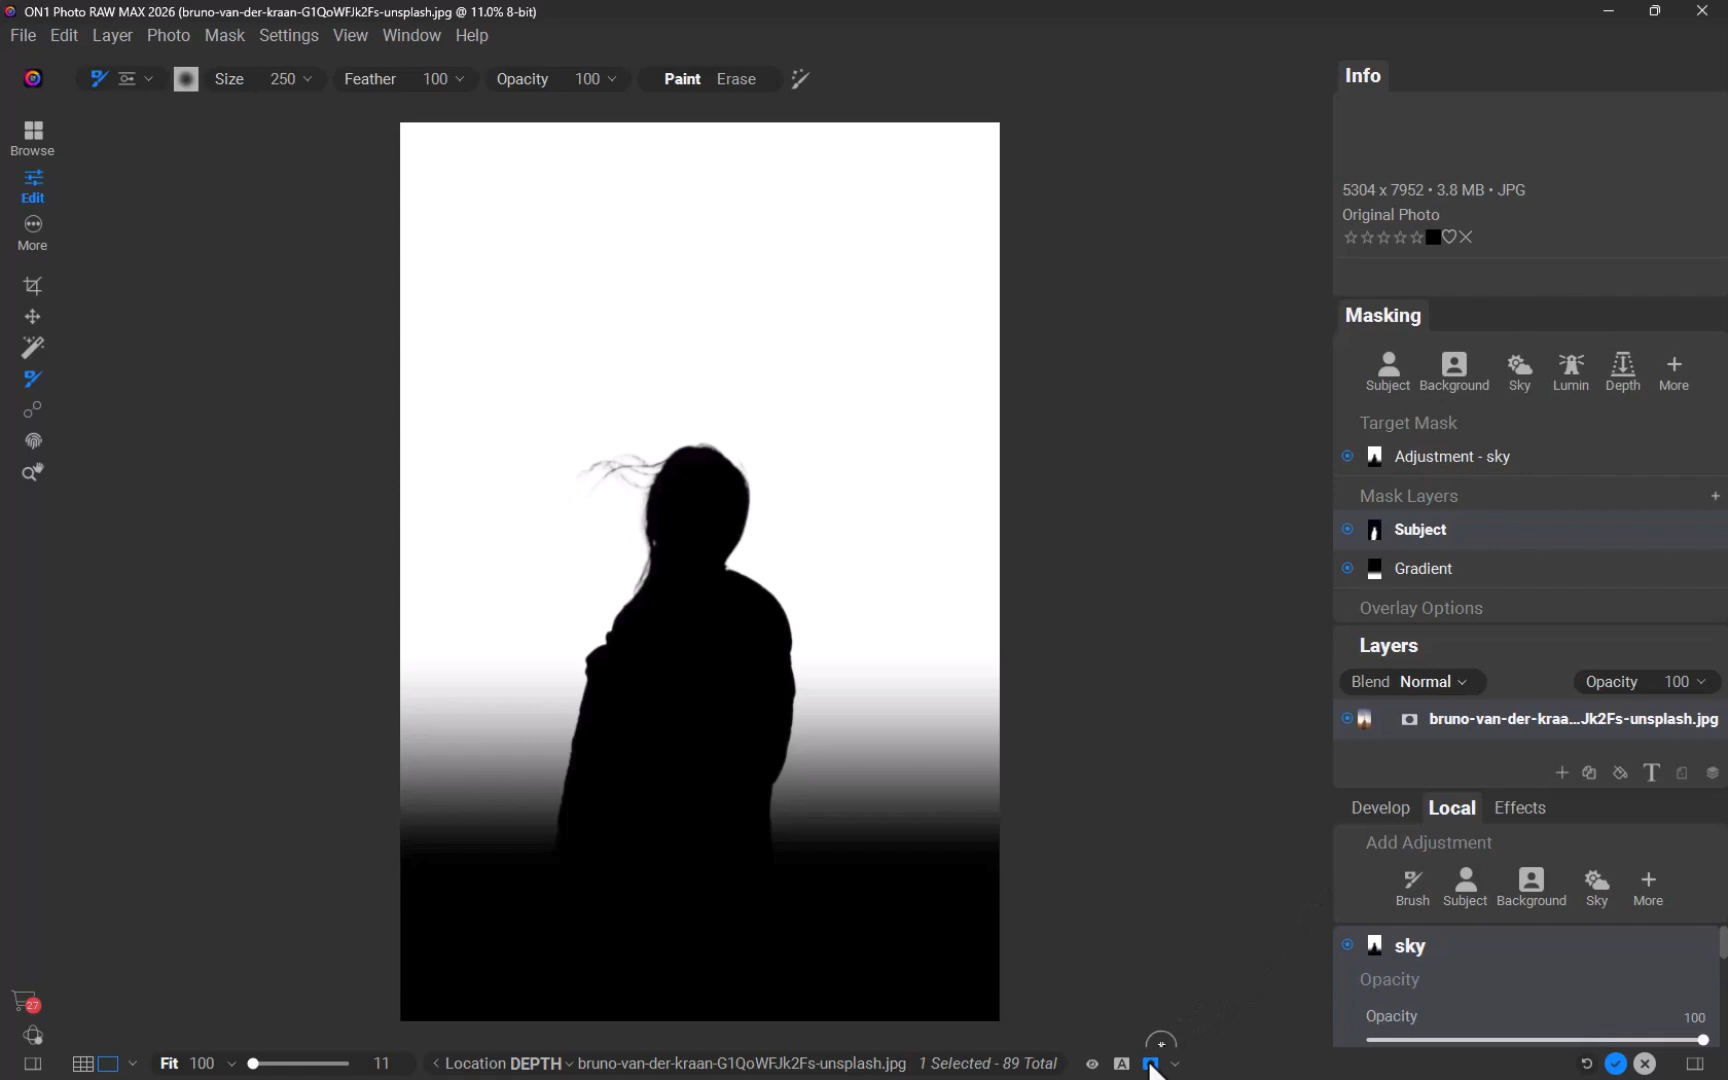 ON1 Photo RAW MAX 2026 (bruno-van-der-kraan-G1QoWFJk2Fs-unsplash.jpg @ 11.0% 8-bit)
File Edit Layer Photo Mask Settings View Window Help
Size 250 Feather 100 Opacity 100 Paint Erase
Browse
Edit
More
27
Info
5304 x 7952 • 3.8 MB • JPG
Original Photo
Masking
Subject Background Sky Lumin Depth More
Target Mask
Adjustment - sky
Mask Layers +
Subject
Gradient
Overlay Options
Layers
Blend Normal Opacity 100
bruno-van-der-kraa...Jk2Fs-unsplash.jpg
Develop Local Effects
Add Adjustment
Brush Subject Background Sky More
sky
Opacity
Opacity 100
Fit 100 11 < Location DEPTH bruno-van-der-kraan-G1QoWFJk2Fs-unsplash.jpg 1 Selected - 89 Total A